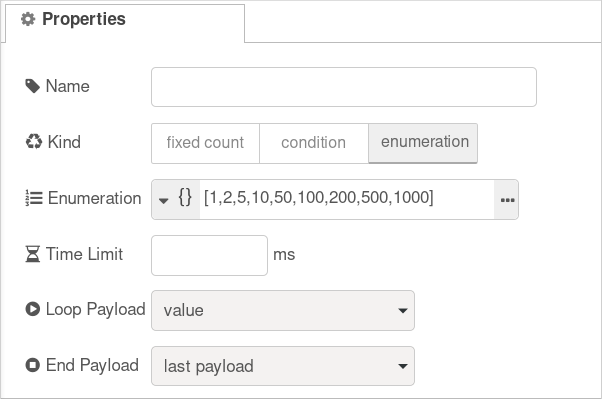 Properties
Name
Kind fixed count condition enumeration
Enumeration {} [1,2,5,10,50,100,200,500,1000] ...
Time Limit ms
Loop Payload value
End Payload last payload